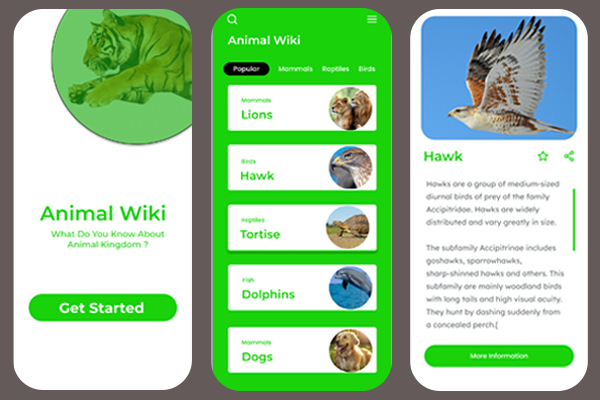 Animal Wiki
What Do You Know About
Animal Kingdom ?
Get Started
Animal Wiki
Popular Mammals Reptiles Birds
Mammals
Lions
Birds
Hawk
Reptiles
Tortise
Fish
Dolphins
Mammals
Dogs
Hawk
Hawks are a group of medium-sized
diurnal birds of prey of the family
Accipitridae. Hawks are widely
distributed and vary greatly in size.
The subfamily Accipitrinae includes
goshawks, sparrowhawks,
sharp-shinned hawks and others. This
subfamily are mainly woodland birds
with long tails and high visual acuity.
They hunt by dashing suddenly from
a concealed perch.[
More Information